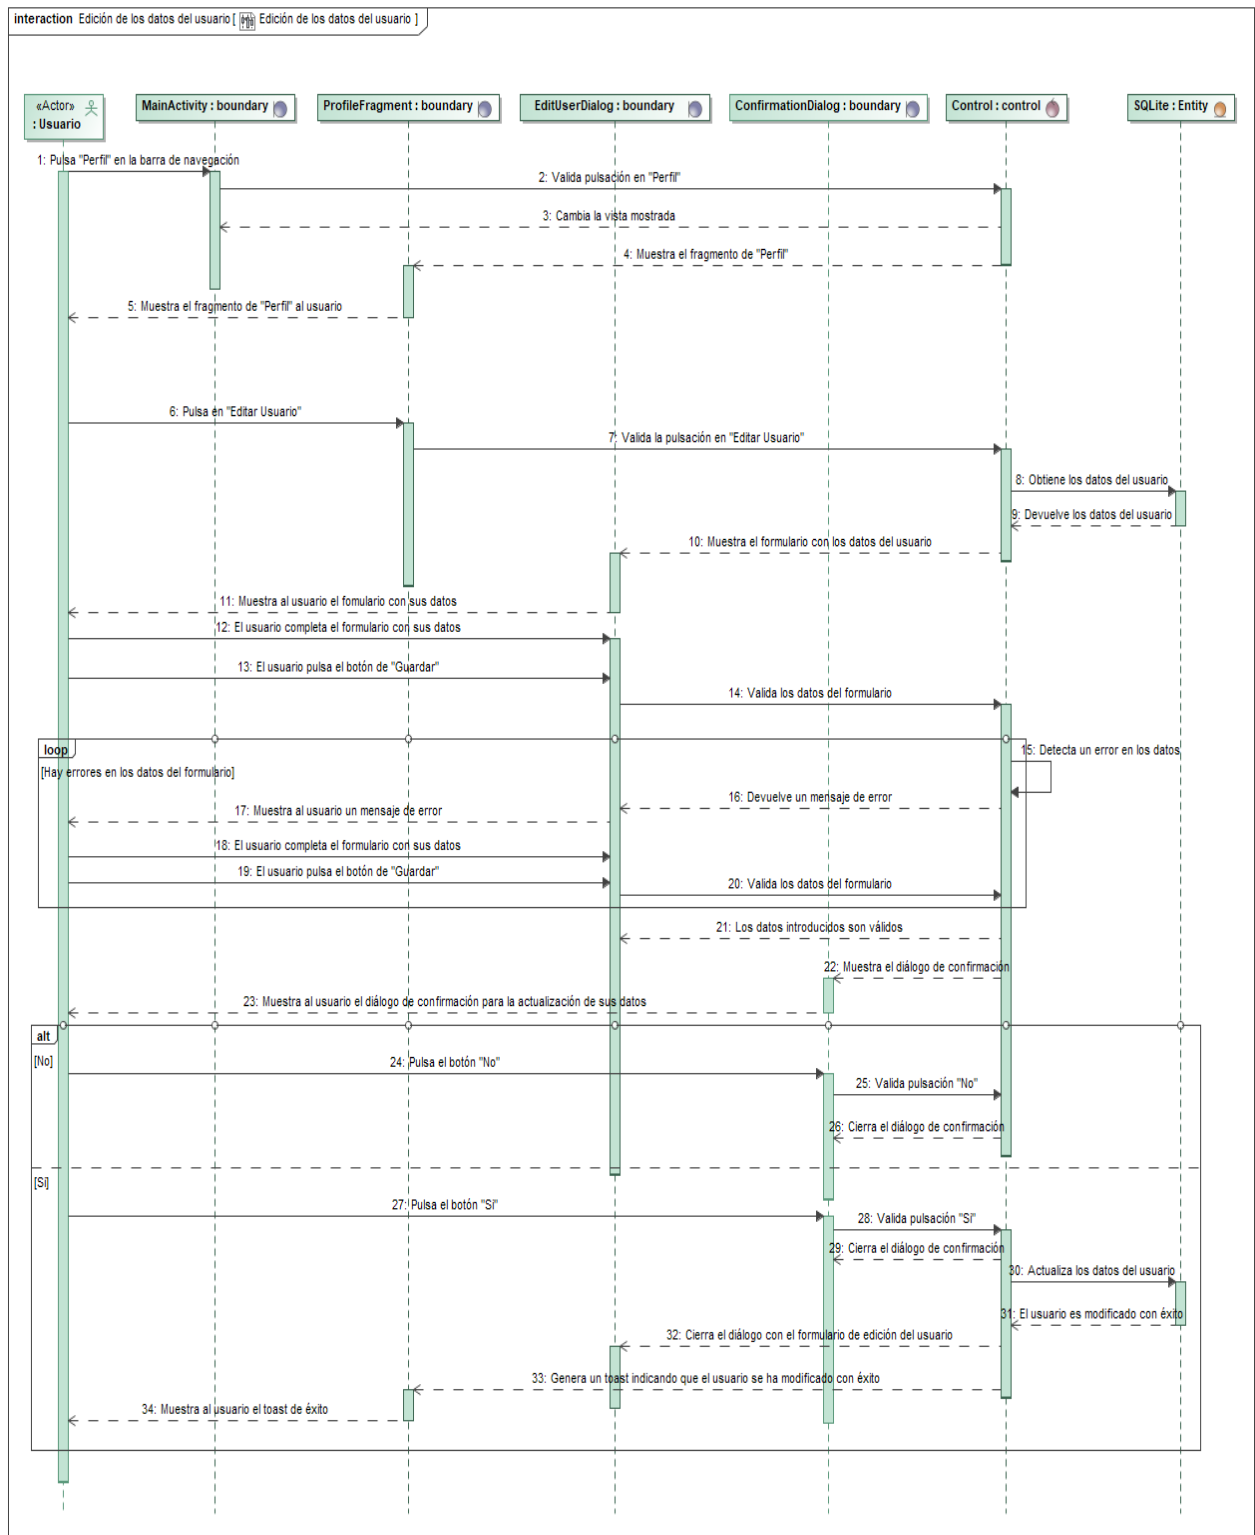 interaction Edición de los datos del usuario [ Edición de los datos del usuario ]
«Actor»
: Usuario
MainActivity : boundary
ProfileFragment : boundary
EditUserDialog : boundary
ConfirmationDialog : boundary
Control : control
SQLite : Entity
1: Pulsa "Perfil" en la barra de navegación
2: Valida pulsación en "Perfil"
3: Cambia la vista mostrada
4: Muestra el fragmento de "Perfil"
5: Muestra el fragmento de "Perfil" al usuario
6: Pulsa en "Editar Usuario"
7: Valida la pulsación en "Editar Usuario"
8: Obtiene los datos del usuario
9: Devuelve los datos del usuario
10: Muestra el formulario con los datos del usuario
11: Muestra al usuario el fomulario con sus datos
12: El usuario completa el formulario con sus datos
13: El usuario pulsa el botón de "Guardar"
14: Valida los datos del formulario
loop
[Hay errores en los datos del formulario]
15: Detecta un error en los datos
16: Devuelve un mensaje de error
17: Muestra al usuario un mensaje de error
18: El usuario completa el formulario con sus datos
19: El usuario pulsa el botón de "Guardar"
20: Valida los datos del formulario
21: Los datos introducidos son válidos
22: Muestra el diálogo de confirmación
23: Muestra al usuario el diálogo de confirmación para la actualización de sus datos
alt
[No]
24: Pulsa el botón "No"
25: Valida pulsación "No"
26: Cierra el diálogo de confirmación
[Si]
27: Pulsa el botón "Si"
28: Valida pulsación "Si"
29: Cierra el diálogo de confirmación
30: Actualiza los datos del usuario
31: El usuario es modificado con éxito
32: Cierra el diálogo con el formulario de edición del usuario
33: Genera un toast indicando que el usuario se ha modificado con éxito
34: Muestra al usuario el toast de éxito